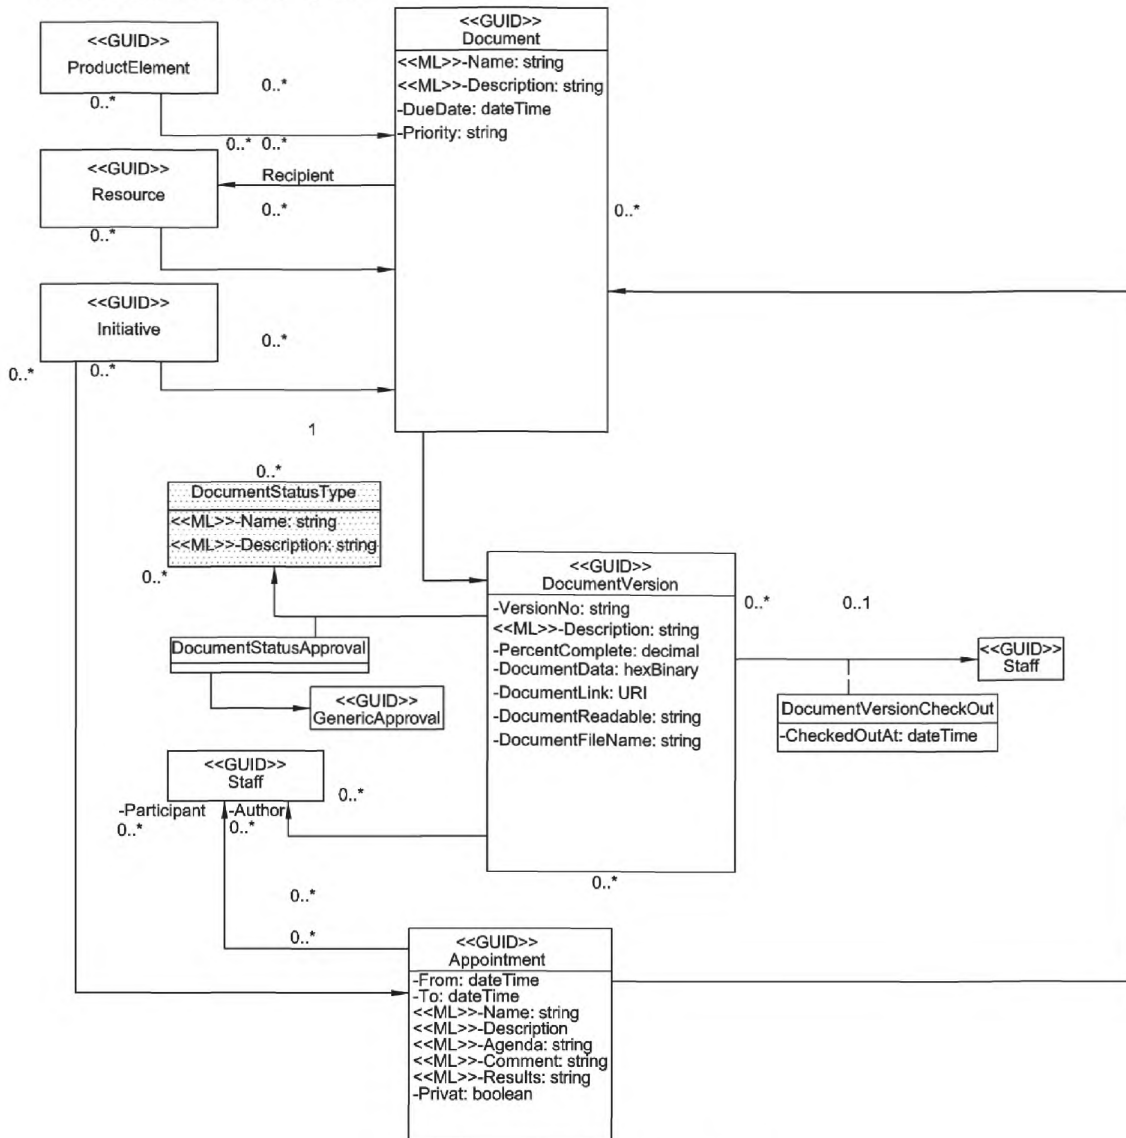 <<GUID>>
ProductElement
0..*
0..*
0..* 0..*
<<GUID>>
Resource
Recipient
0..*
0..*
<<GUID>>
Initiative
0..*
0..*
0..*
<<GUID>>
Document
<<ML>>-Name: string
<<ML>>-Description: string
-DueDate: dateTime
-Priority: string
0..*
1
0..*
DocumentStatusType
<<ML>>-Name: string
<<ML>>-Description: string
0..*
DocumentStatusApproval
<<GUID>>
GenericApproval
<<GUID>>
DocumentVersion
-VersionNo: string
<<ML>>-Description: string
-PercentComplete: decimal
-DocumentData: hexBinary
-DocumentLink: URI
-DocumentReadable: string
-DocumentFileName: string
0..*
0..1
<<GUID>>
Staff
DocumentVersionCheckOut
-CheckedOutAt: dateTime
<<GUID>>
Staff
-Participant
-Author
0..*
0..*
0..*
0..*
0..*
0..*
<<GUID>>
Appointment
-From: dateTime
-To: dateTime
<<ML>>-Name: string
<<ML>>-Description
<<ML>>-Agenda: string
<<ML>>-Comment: string
<<ML>>-Results: string
-Privat: boolean